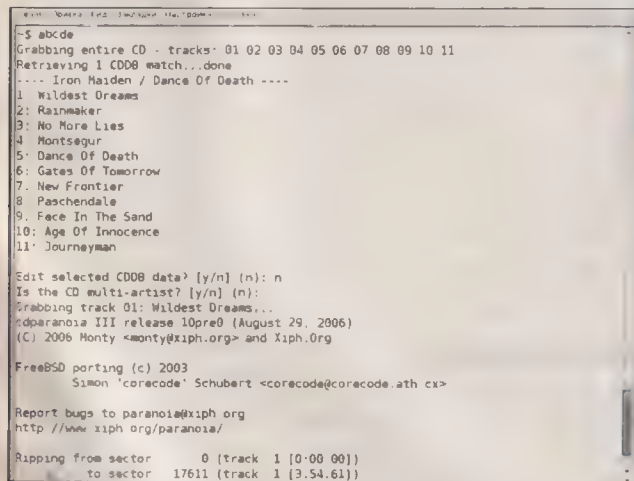 ~$ abcde
Grabbing entire CD - tracks: 01 02 03 04 05 06 07 08 09 10 11
Retrieving 1 CDDB match...done
---- Iron Maiden / Dance Of Death ----
1 Wildest Dreams
2: Rainmaker
3: No More Lies
4 Montsegur
5: Dance Of Death
6: Gates Of Tomorrow
7. New Frontier
8 Paschendale
9. Face In The Sand
10: Age Of Innocence
11: Journeyman
Edit selected CDDB data? [y/n] (n): n
Is the CD multi-artist? [y/n] (n):
Grabbing track 01: Wildest Dreams...
cdparanoia III release 10pre0 (August 29, 2006)
(C) 2006 Monty <monty@xiph.org> and Xiph.Org
FreeBSD porting (c) 2003
Simon 'corecode' Schubert <corecode@corecode.ath cx>
Report bugs to paranoia@xiph org
http //www xiph org/paranoia/
Ripping from sector 0 (track 1 [0:00 00])
to sector 17611 (track 1 [3.54.61])